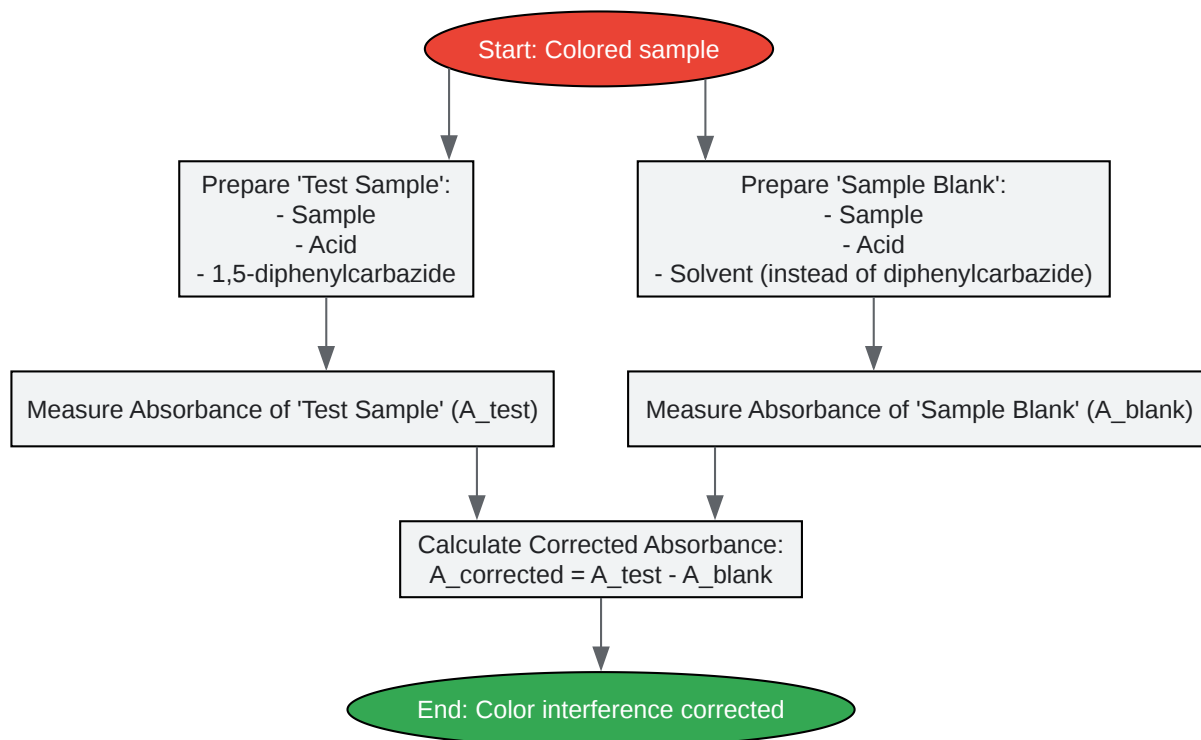 Start: Colored sample
Prepare 'Test Sample':
- Sample
- Acid
- 1,5-diphenylcarbazide
Prepare 'Sample Blank':
- Sample
- Acid
- Solvent (instead of diphenylcarbazide)
Measure Absorbance of 'Test Sample' (A_test)
Measure Absorbance of 'Sample Blank' (A_blank)
Calculate Corrected Absorbance:
A_corrected = A_test - A_blank
End: Color interference corrected